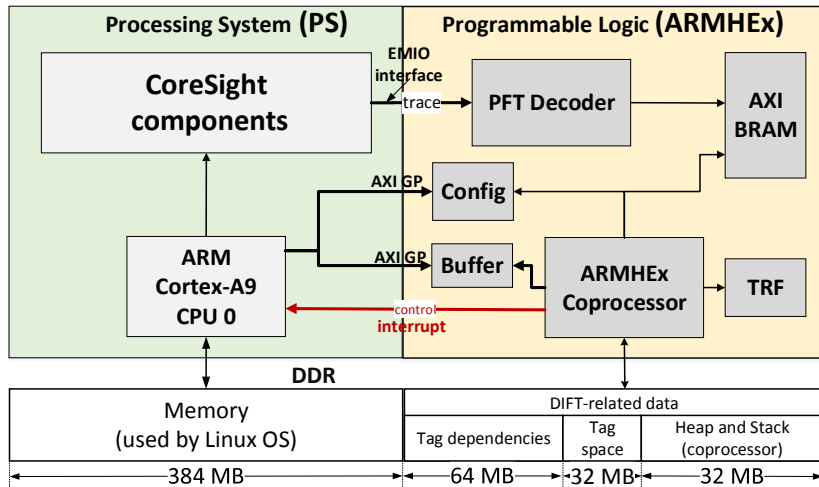 Processing System (PS)
Programmable Logic (ARMHEx)
EMIO
interface
CoreSight
components
trace
PFT Decoder
AXI
BRAM
AXI GP
Config
ARM
Cortex-A9
CPU 0
AXI GP
Buffer
ARMHEx
Coprocessor
TRF
control
interrupt
DDR
Memory
(used by Linux OS)
DIFT-related data
Tag dependencies
Tag
space
Heap and Stack
(coprocessor)
384 MB
64 MB
32 MB
32 MB